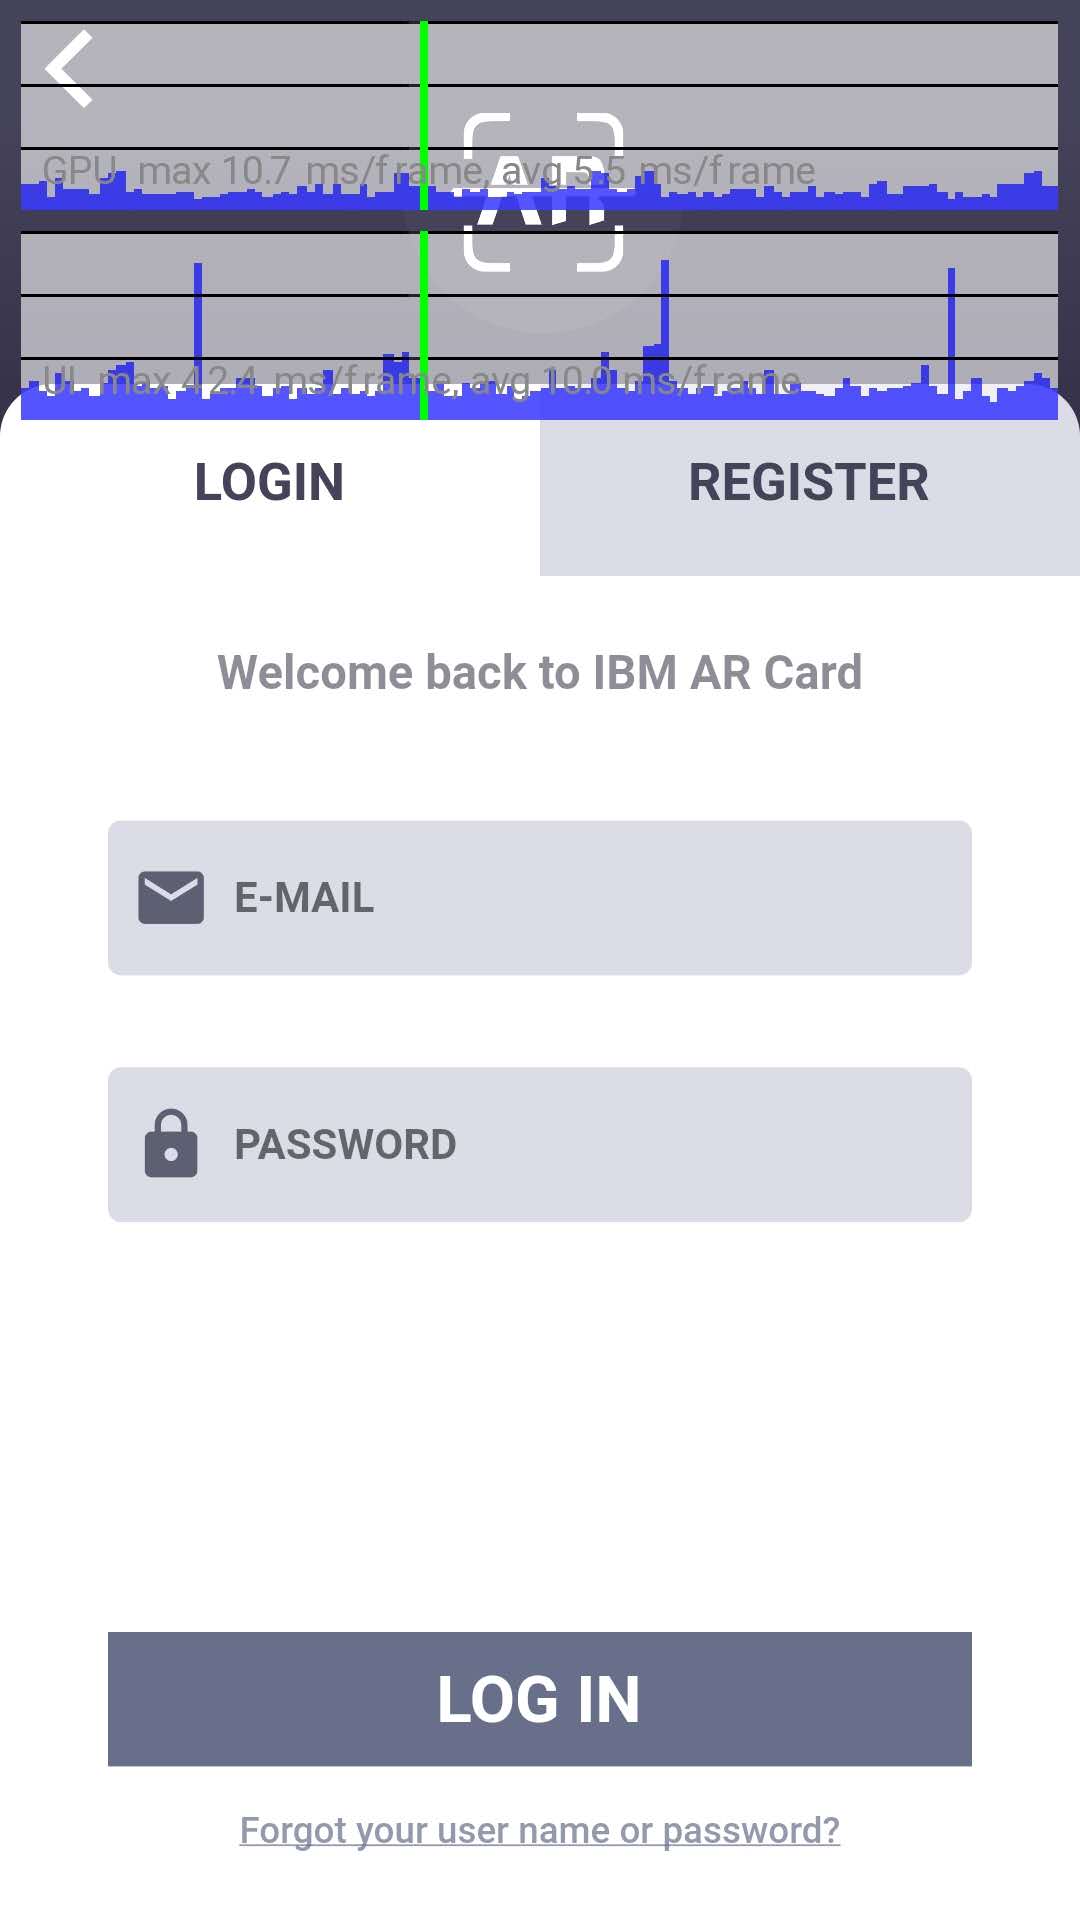 AR
GPU max 10.7 ms/frame, avg 5.5 ms/frame
UI max 42.4 ms/frame, avg 10.0 ms/frame
LOGIN
REGISTER
Welcome back to IBM AR Card
E-MAIL
PASSWORD
LOG IN
Forgot your user name or password?